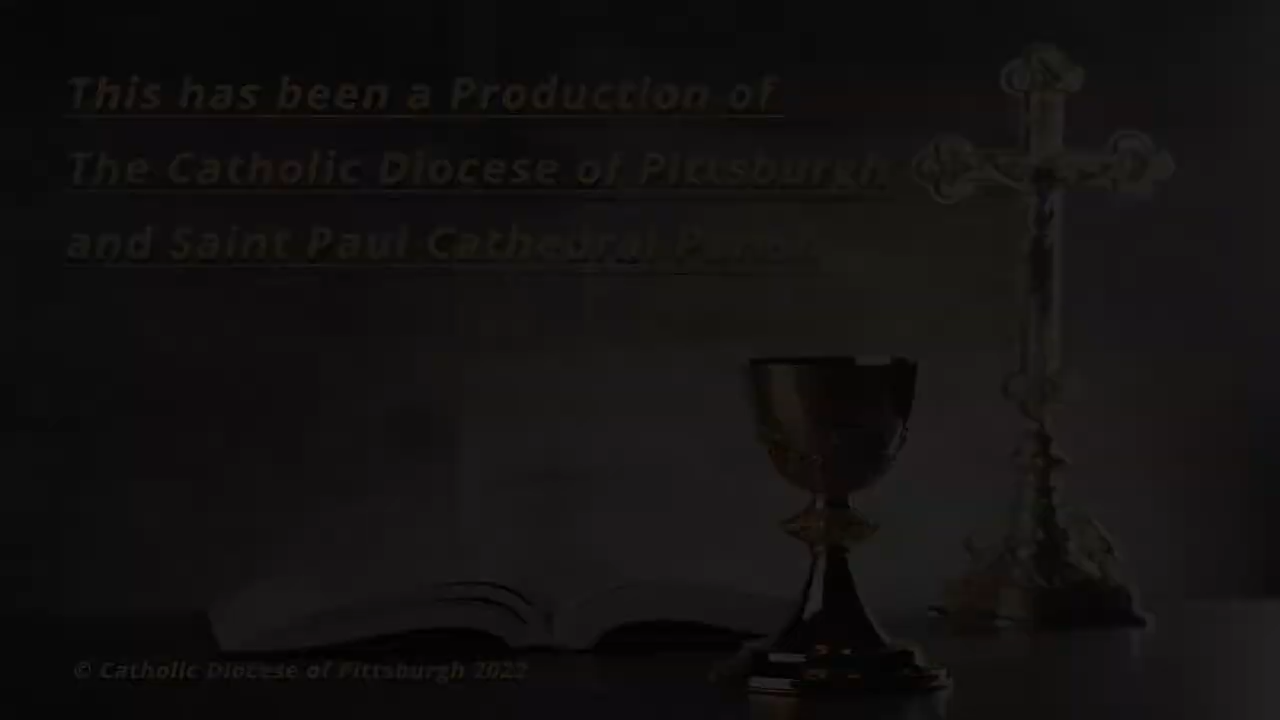 This has been a Production of
The Catholic Diocese of Pittsburgh
and Saint Paul Cathedral Parish
© Catholic Diocese of Pittsburgh 2022